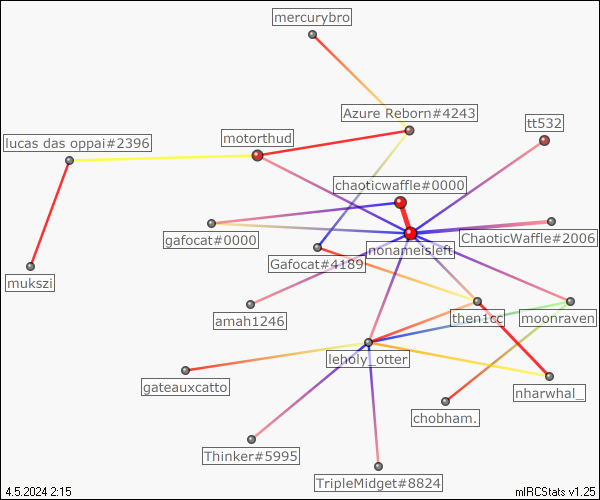 mercurybro
Azure Reborn#4243
tt532
motorthud
lucas das oppai#2396
chaoticwaffle#0000
gafocat#0000
ChaoticWaffle#2006
nonameisleft
Gafocat#4189
mukszi
amah1246
moonraven
leholy_otter
gateauxcatto
nharwhal_
chobham.
Thinker#5995
TripleMidget#8824
4.5.2024 2:15
mIRCStats v1.25